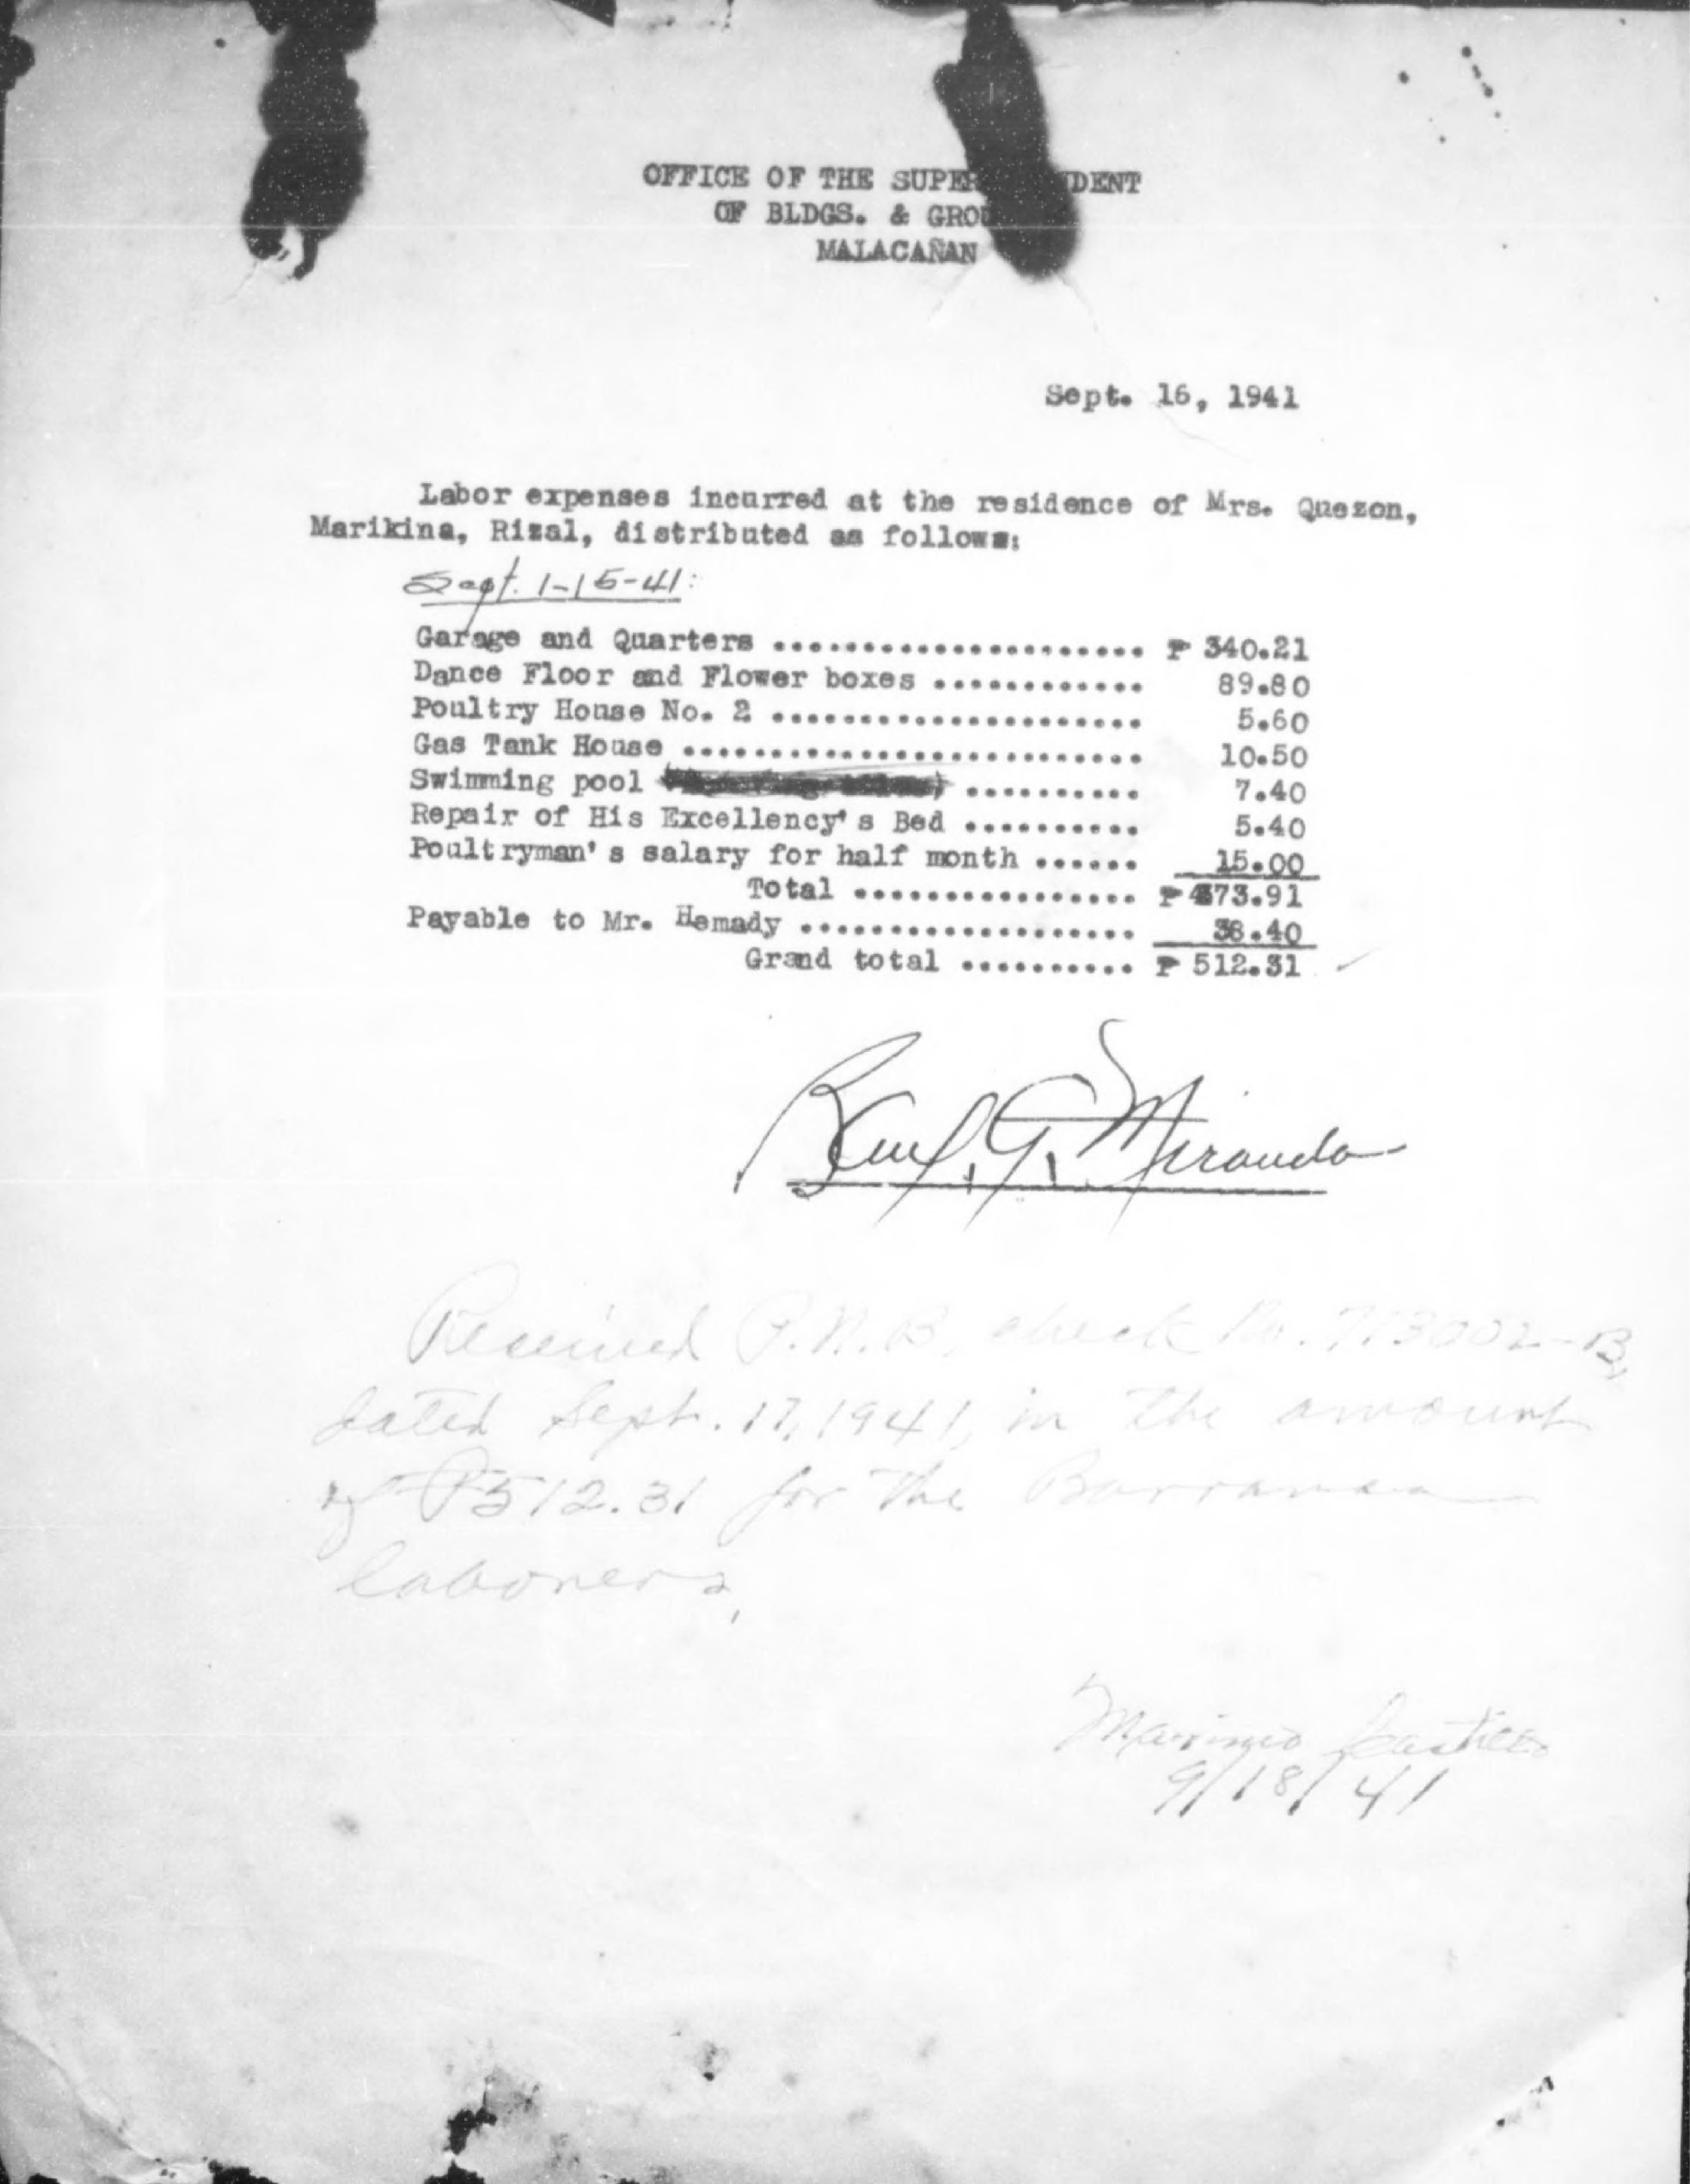 OFFICE OF THE SUPER DENT
OF BLDGS. & GROU
MALACAÑAN
Sept. 16, 1941
Labor expenses incurred at the residence of Mrs. Quezon,
Marikina, Rizal, distributed as follows:
Sept. 1-15-41:
Garage and Quarters ..................... ₱ 340.21
Dance Floor and Flower boxes ............ 89.80
Poultry House No. 2 ..................... 5.60
Gas Tank House .......................... 10.50
Swimming pool .......... 7.40
Repair of His Excellency's Bed .......... 5.40
Poultryman's salary for half month ...... 15.00
Total ................ ₱ 473.91
Payable to Mr. Hemady ................... 38.40
Grand total .......... ₱ 512.31
G. Miranda
Received P.N.B. check No.
dated Sept. 17, 1941, in the amount
of ₱512.31 for the
laborers,
9/18/41